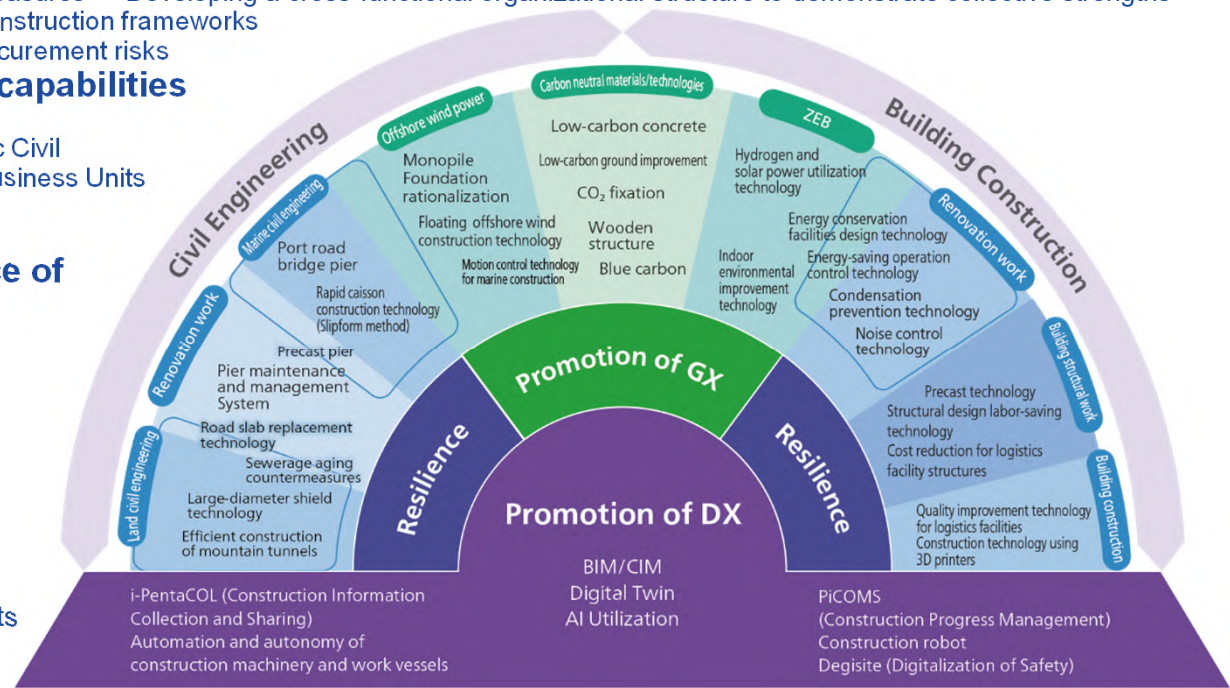 Developing a cross-functional organizational structure to demonstrate collective strengths
nstruction frameworks
curement risks
capabilities
c Civil
usiness Units
ce of
ts
Civil Engineering
Building Construction
Land civil engineering
Renovation work
Marine civil engineering
Offshore wind power
Carbon neutral materials/technologies
ZEB
Renovation work
Building structural work
Building construction
Efficient construction
of mountain tunnels
Large-diameter shield
technology
Sewerage aging
countermeasures
Road slab replacement
technology
Pier maintenance
and management
System
Precast pier
Rapid caisson
construction technology
(Slipform method)
Port road
bridge pier
Monopile
Foundation
rationalization
Floating offshore wind
construction technology
Motion control technology
for marine construction
Low-carbon concrete
Low-carbon ground improvement
CO₂ fixation
Wooden
structure
Blue carbon
Hydrogen and
solar power utilization
technology
Indoor
environmental
improvement
technology
Energy conservation
facilities design technology
Energy-saving operation
control technology
Condensation
prevention technology
Noise control
technology
Precast technology
Structural design labor-saving
technology
Cost reduction for logistics
facility structures
Quality improvement technology
for logistics facilities
Construction technology using
3D printers
Resilience
Promotion of GX
Resilience
Promotion of DX
BIM/CIM
Digital Twin
AI Utilization
i-PentaCOL (Construction Information
Collection and Sharing)
Automation and autonomy of
construction machinery and work vessels
PiCOMS
(Construction Progress Management)
Construction robot
Degisite (Digitalization of Safety)